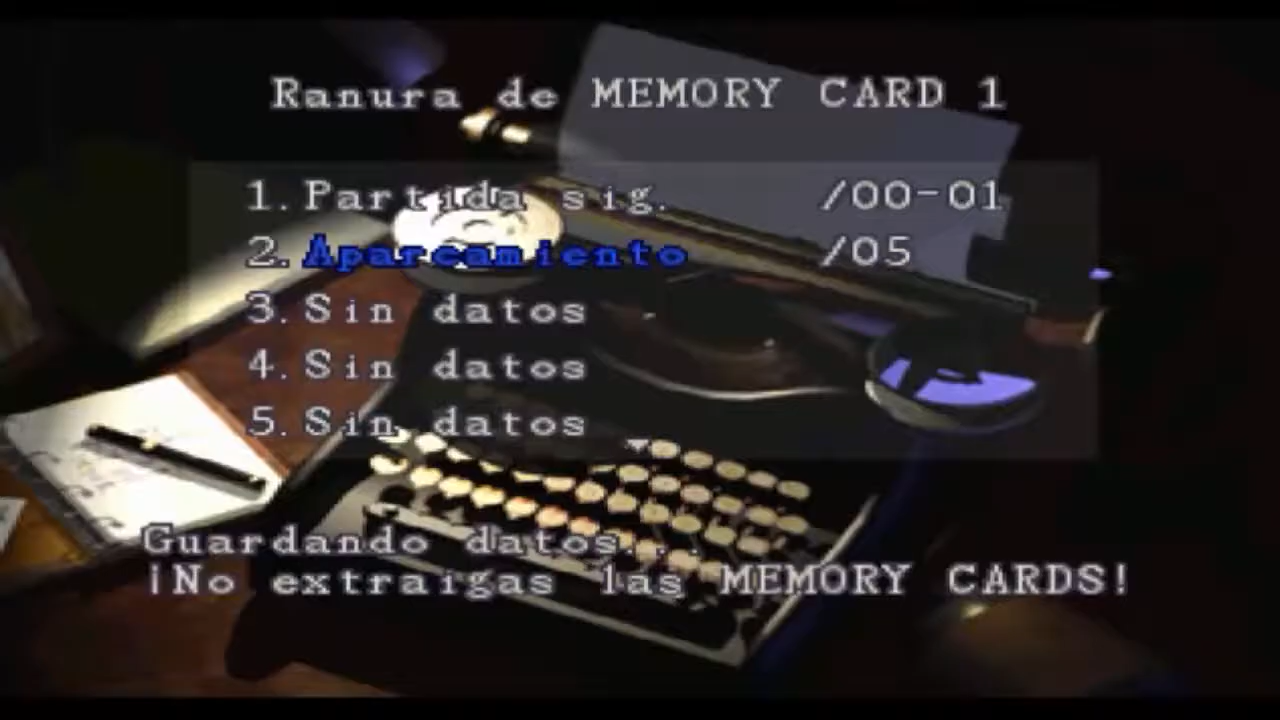 Ranura de MEMORY CARD 1
1.Partida sig. /00-01
2.Aparcamiento /05
3.Sin datos
4.Sin datos
5.Sin datos
Guardando datos...
¡No extraigas las MEMORY CARDS!